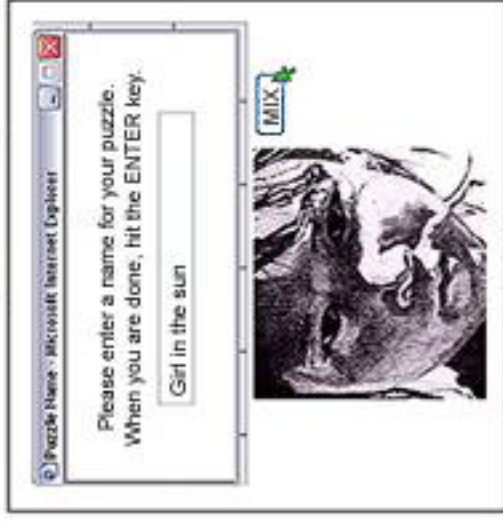 Puzzle Name - Microsoft Internet Explorer
Please enter a name for your puzzle.
When you are done, hit the ENTER key.
Girl in the sun
MIX